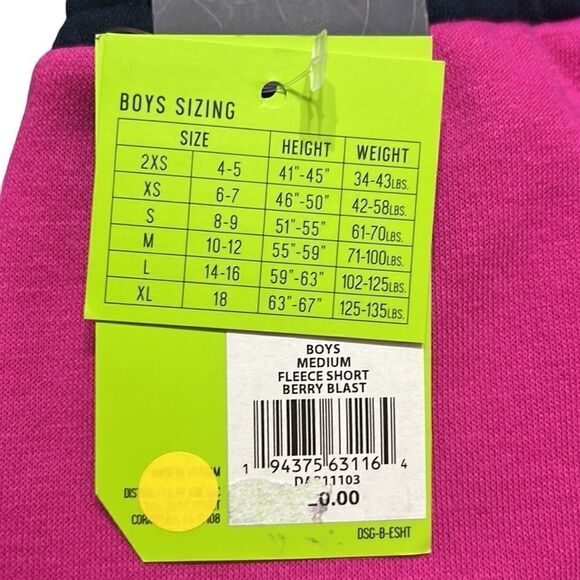 BOYS SIZING
SIZE HEIGHT WEIGHT
2XS 4-5 41"-45" 34-43LBS.
XS 6-7 46"-50" 42-58LBS.
S 8-9 51"-55" 61-70LBS.
M 10-12 55"-59" 71-100LBS.
L 14-16 59"-63" 102-125LBS.
XL 18 63"-67" 125-135LBS.
BOYS
MEDIUM
FLEECE SHORT
BERRY BLAST
1 94375 63116 4
0.00
DSG-B-ESHT